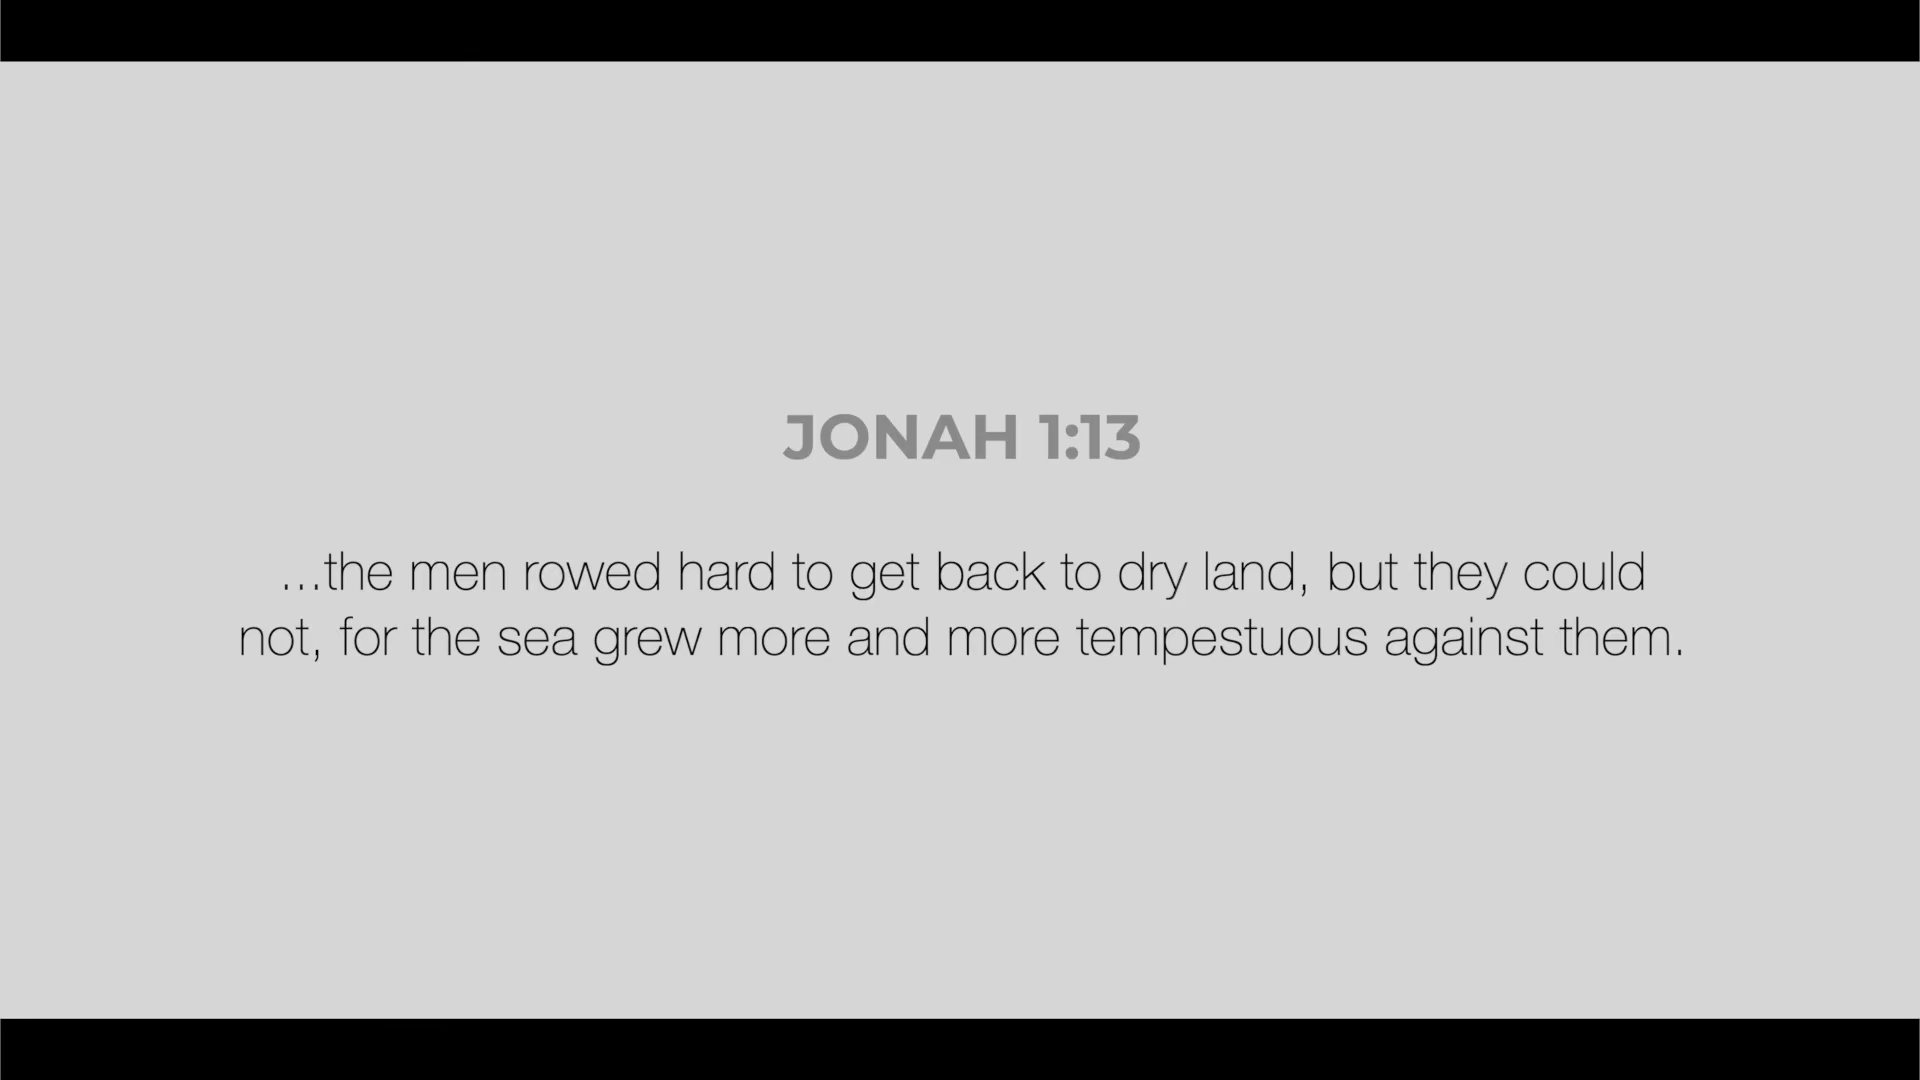 JONAH 1:13
...the men rowed hard to get back to dry land, but they could
not, for the sea grew more and more tempestuous against them.